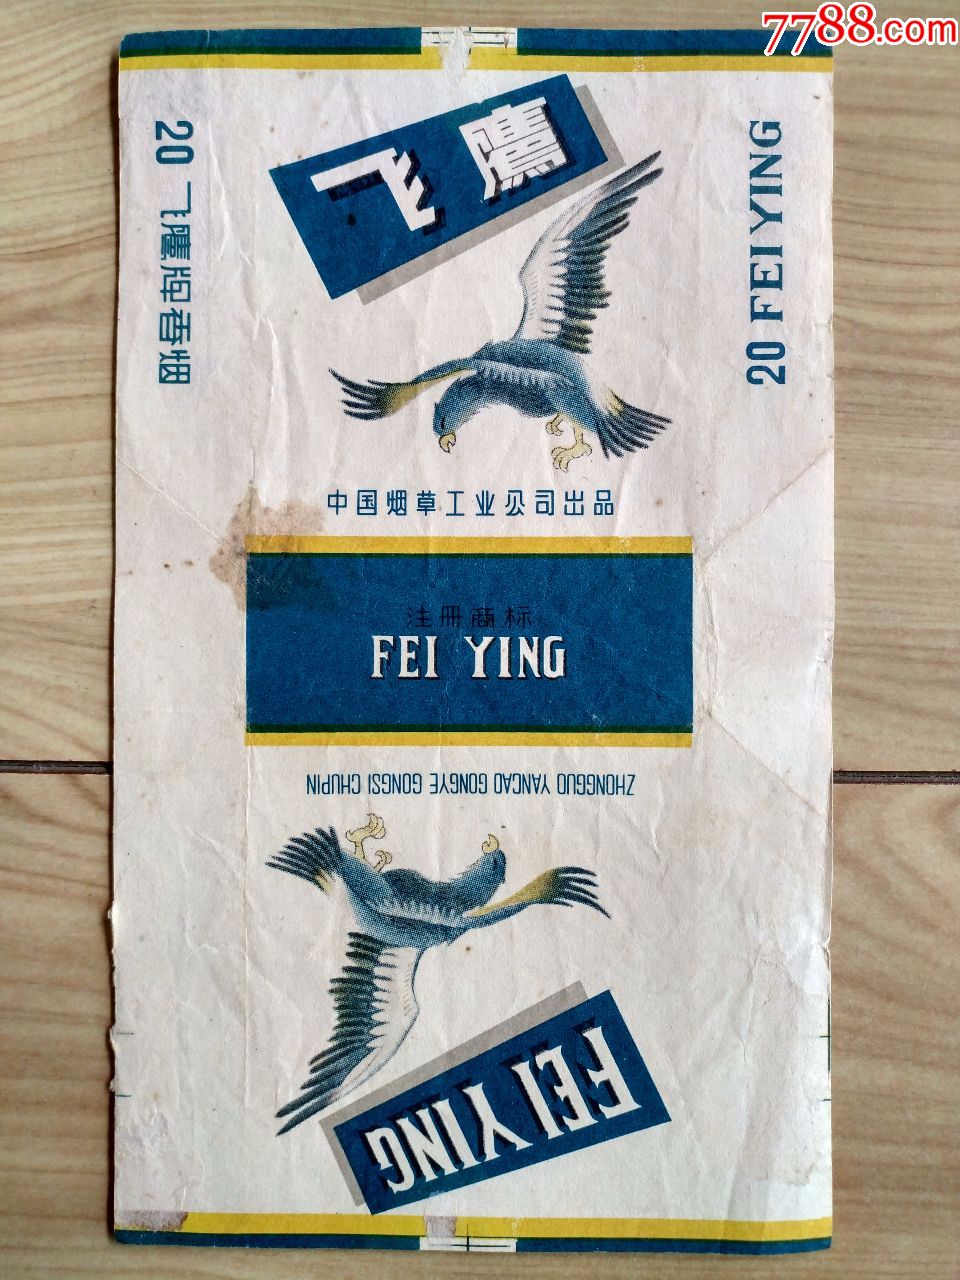 7788.com
飞鹰
20 飞鹰牌香烟
20 FEI YING
中国烟草工业公司出品
注册商标
FEI YING
ZHONGGUO YANCAO GONGYE GONGSI CHUPIN
FEI YING